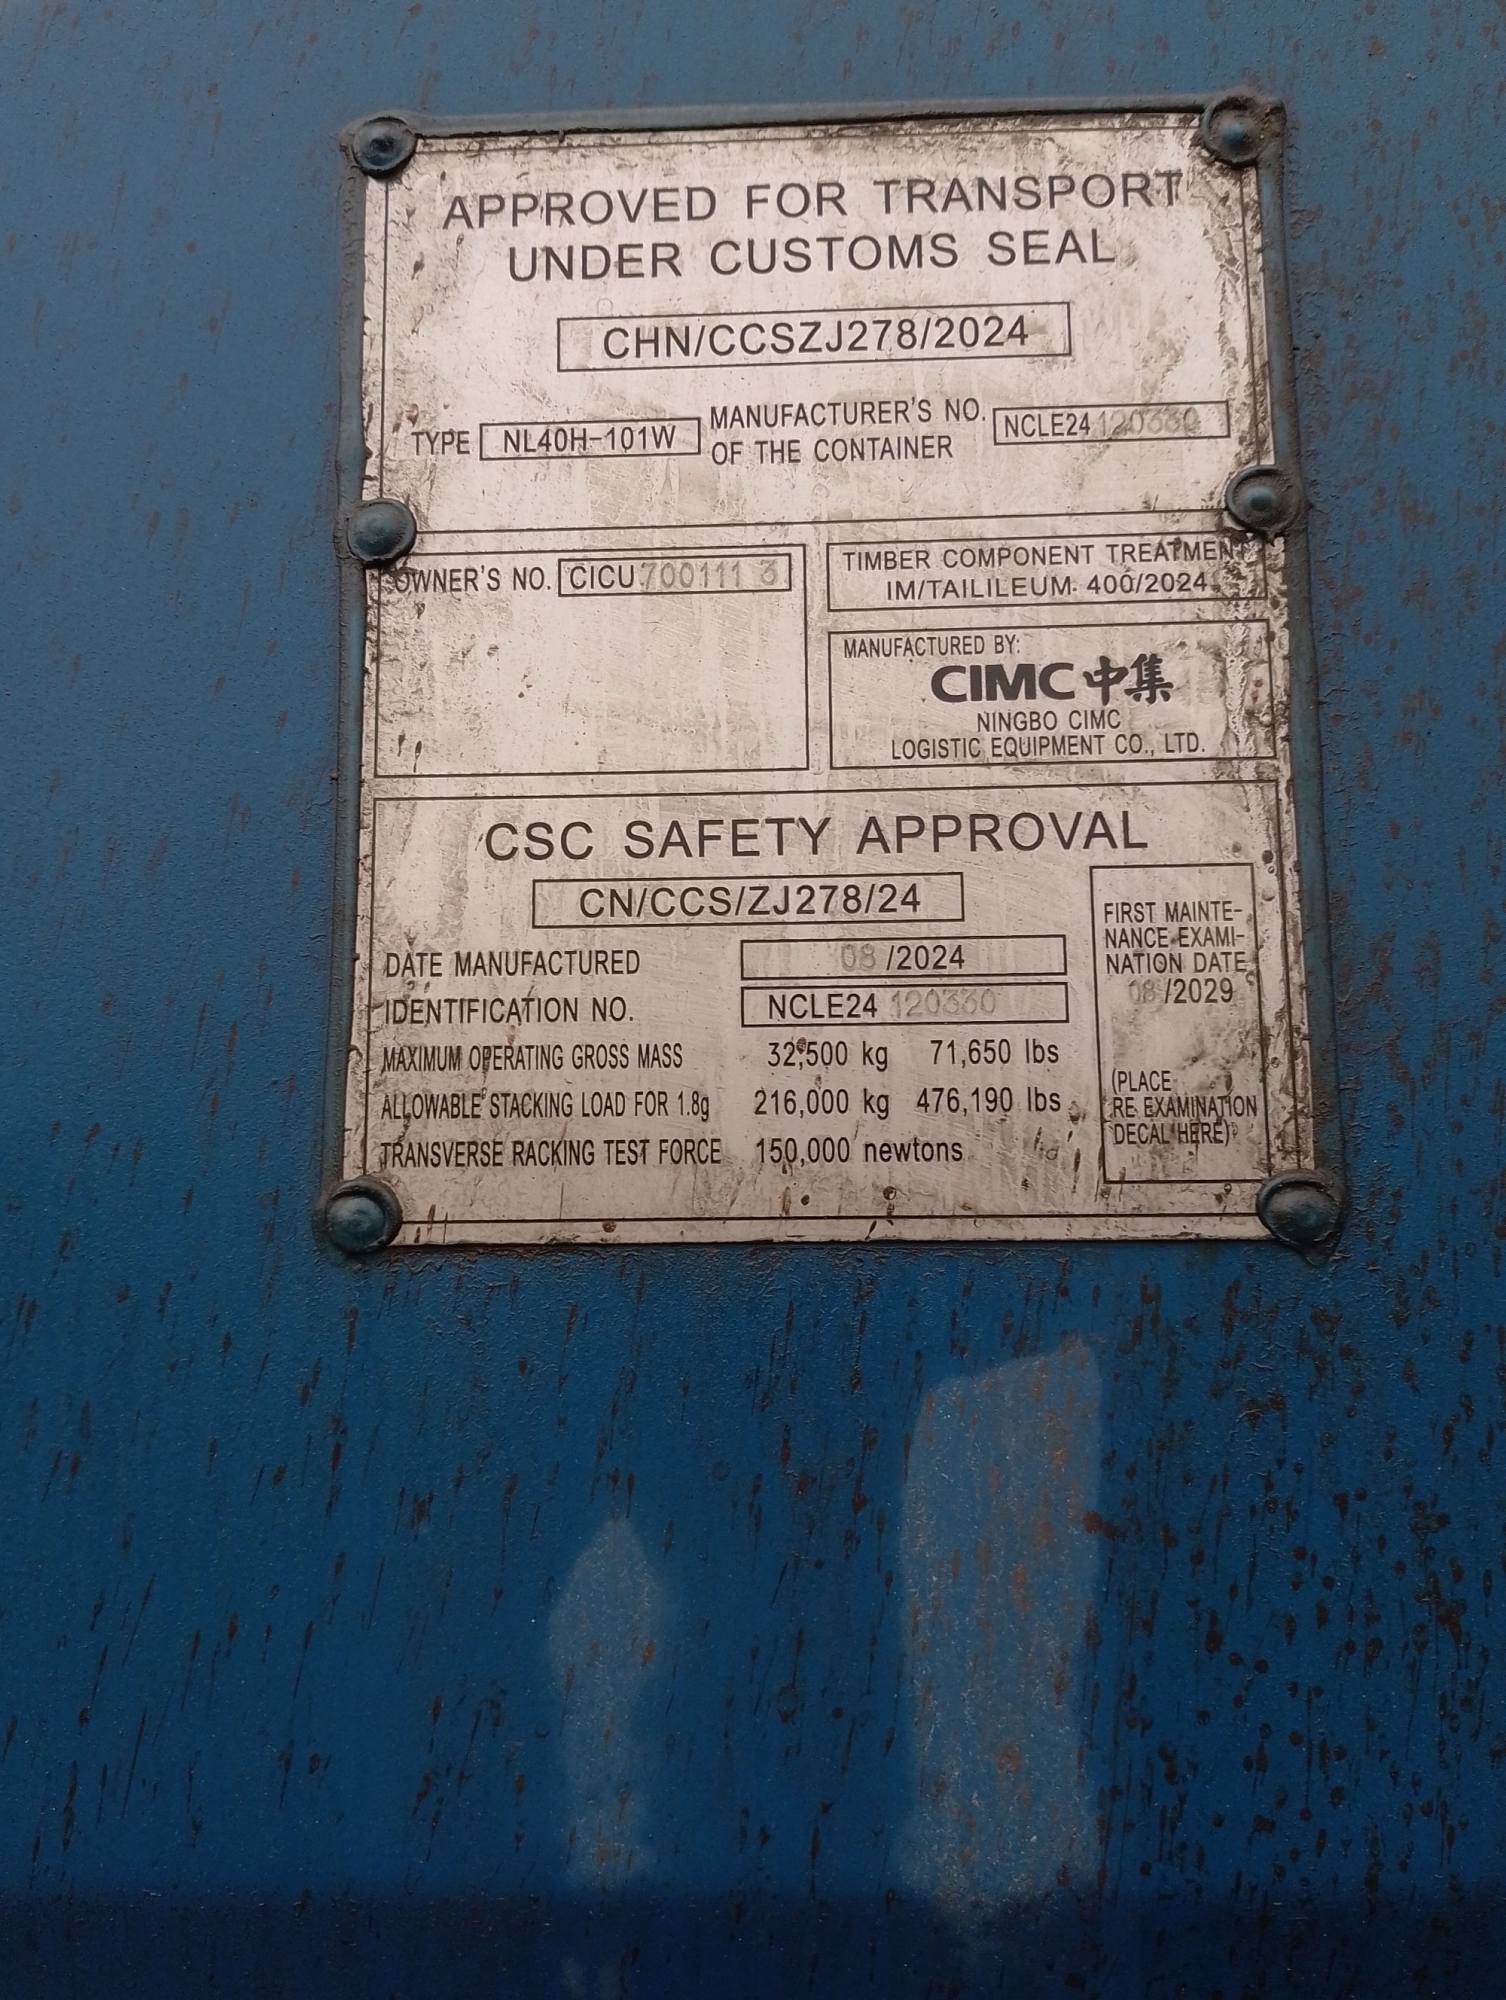 APPROVED FOR TRANSPORT
UNDER CUSTOMS SEAL
CHN/CCSZJ278/2024
TYPE NL40H-101W MANUFACTURER'S NO. OF THE CONTAINER NCLE24 120330
OWNER'S NO. CICU 700111 3
TIMBER COMPONENT TREATMENT
IM/TAILILEUM 400/2024
MANUFACTURED BY:
CIMC 中集
NINGBO CIMC
LOGISTIC EQUIPMENT CO., LTD.
CSC SAFETY APPROVAL
CN/CCS/ZJ278/24
DATE MANUFACTURED 08/2024
IDENTIFICATION NO. NCLE24 120330
MAXIMUM OPERATING GROSS MASS 32,500 kg 71,650 lbs
ALLOWABLE STACKING LOAD FOR 1.8g 216,000 kg 476,190 lbs
TRANSVERSE RACKING TEST FORCE 150,000 newtons
FIRST MAINTE-
NANCE EXAMI-
NATION DATE
08/2029
(PLACE
RE EXAMINATION
DECAL HERE)